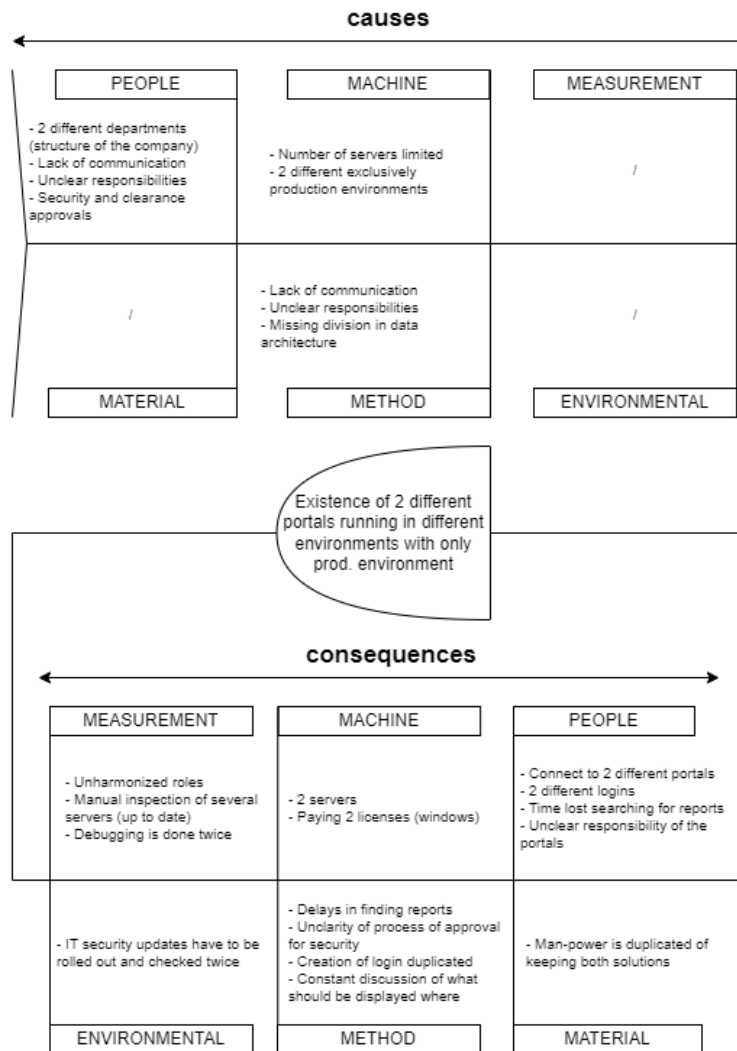 causes
PEOPLE
MACHINE
MEASUREMENT
- 2 different departments
(structure of the company)
- Lack of communication
- Unclear responsibilities
- Security and clearance
approvals
- Number of servers limited
- 2 different exclusively
production environments
/
/
- Lack of communication
- Unclear responsibilities
- Missing division in data
architecture
/
MATERIAL
METHOD
ENVIRONMENTAL
Existence of 2 different
portals running in different
environments with only
prod. environment
consequences
MEASUREMENT
MACHINE
PEOPLE
- Unharmonized roles
- Manual inspection of several
servers (up to date)
- Debugging is done twice
- 2 servers
- Paying 2 licenses (windows)
- Connect to 2 different portals
- 2 different logins
- Time lost searching for reports
- Unclear responsibility of the
portals
- IT security updates have to be
rolled out and checked twice
- Delays in finding reports
- Unclarity of process of approval
for security
- Creation of login duplicated
- Constant discussion of what
should be displayed where
- Man-power is duplicated of
keeping both solutions
ENVIRONMENTAL
METHOD
MATERIAL